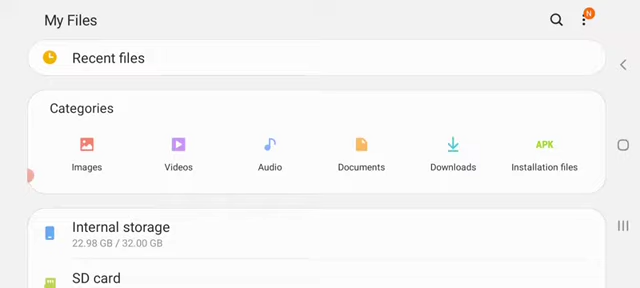 My Files
N
Recent files
Categories
APK
Images Videos Audio Documents Downloads Installation files
Internal storage
22.98 GB / 32.00 GB
SD card